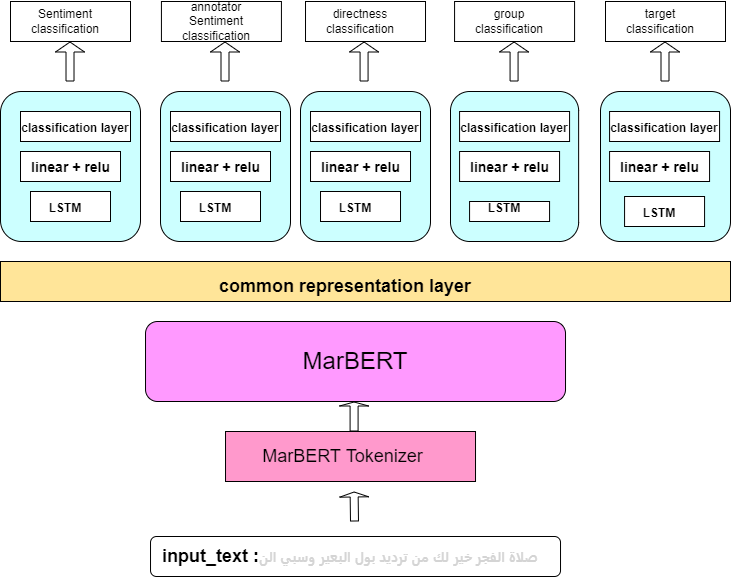 Sentiment
classification
annotator
Sentiment
classification
directness
classification
group
classification
target
classification
classification layer
linear + relu
LSTM
classification layer
linear + relu
LSTM
classification layer
linear + relu
LSTM
classification layer
linear + relu
LSTM
classification layer
linear + relu
LSTM
common representation layer
MarBERT
MarBERT Tokenizer
input_text : صلاة الفجر خير لك من ترديد بول البعير وسبي الن